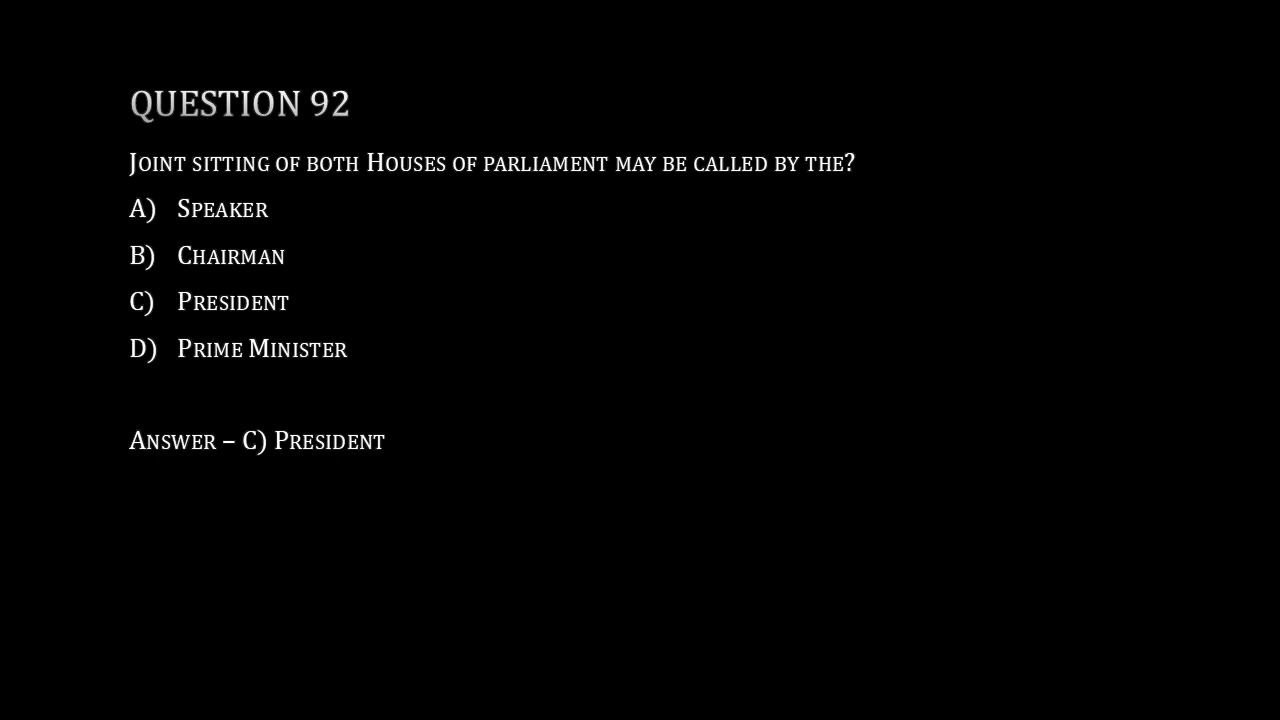 QUESTION 92
Joint sitting of both Houses of parliament may be called by the?
A) Speaker
B) Chairman
C) President
D) Prime Minister
Answer – C) President